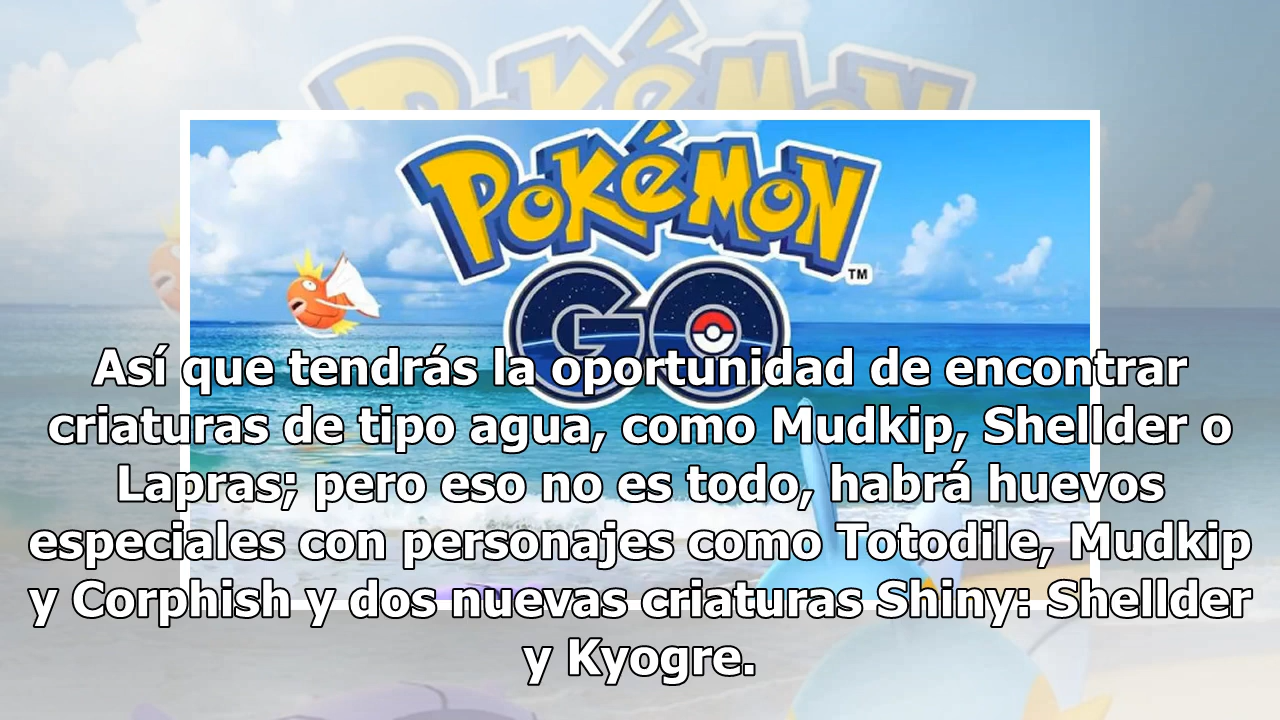 POKÉMON
POKÉMON
GO
TM
Así que tendrás la oportunidad de encontrar
criaturas de tipo agua, como Mudkip, Shellder o
Lapras; pero eso no es todo, habrá huevos
especiales con personajes como Totodile, Mudkip
y Corphish y dos nuevas criaturas Shiny: Shellder
y Kyogre.